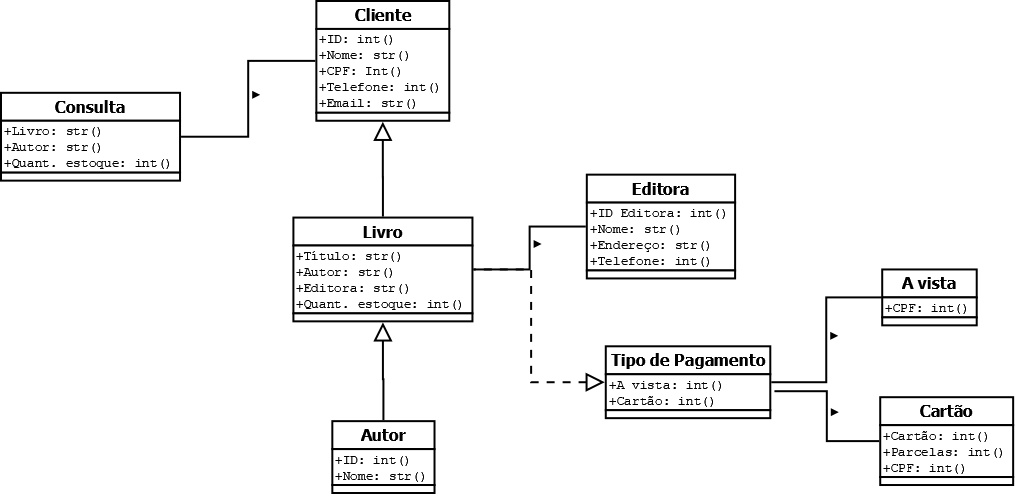 Cliente
+ID: int()
+Nome: str()
+CPF: Int()
+Telefone: int()
+Email: str()
Consulta
+Livro: str()
+Autor: str()
+Quant. estoque: int()
Editora
+ID Editora: int()
+Nome: str()
+Endereço: str()
+Telefone: int()
Livro
+Título: str()
+Autor: str()
+Editora: str()
+Quant. estoque: int()
A vista
+CPF: int()
Tipo de Pagamento
+A vista: int()
+Cartão: int()
Cartão
+Cartão: int()
+Parcelas: int()
+CPF: int()
Autor
+ID: int()
+Nome: str()